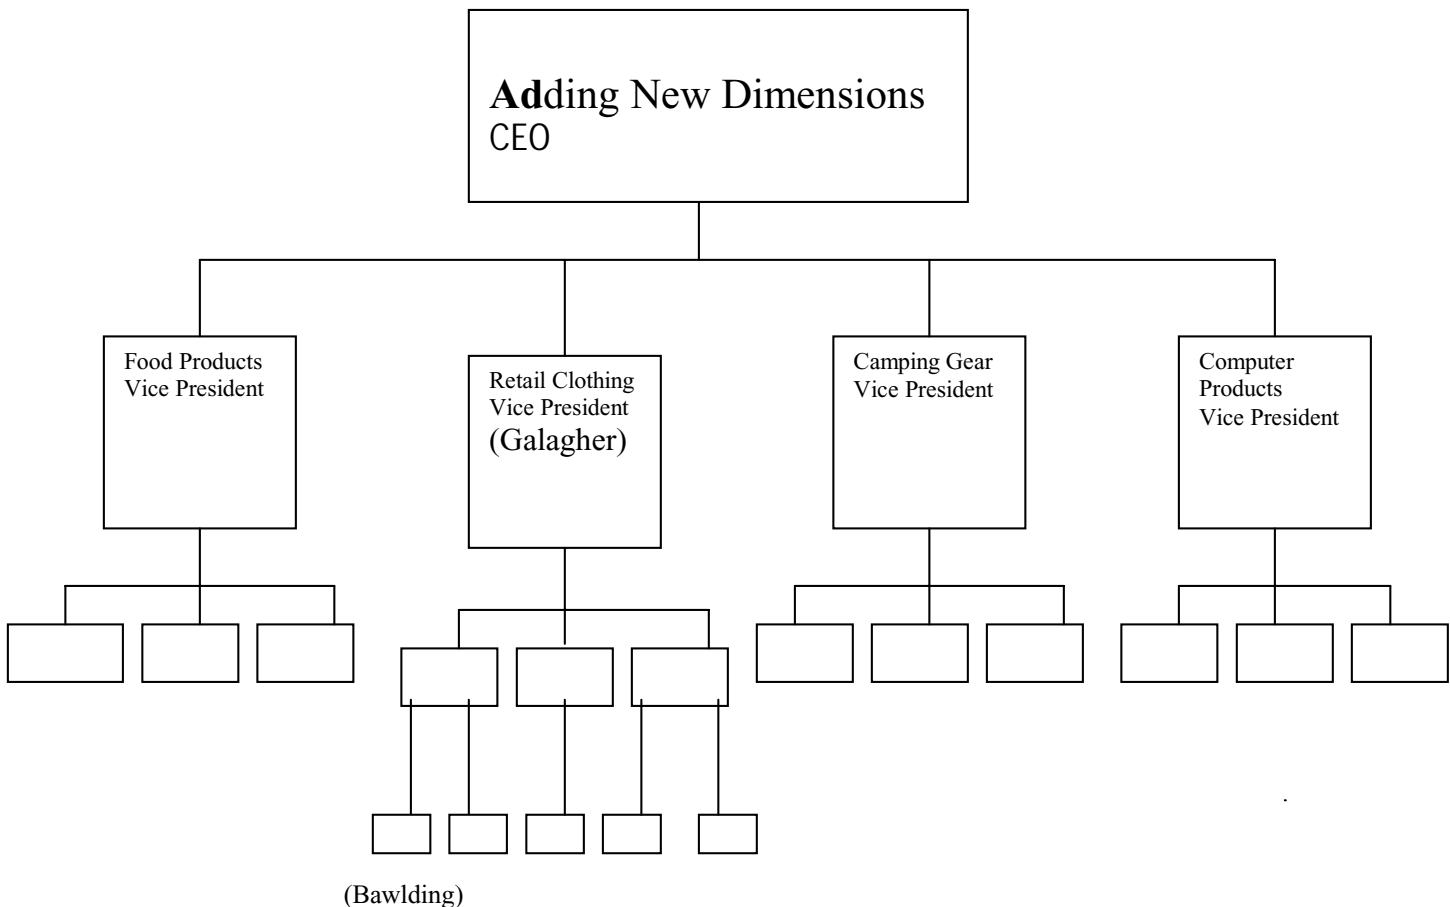 Adding New Dimensions
CEO
Food Products
Vice President
Retail Clothing
Vice President
(Galagher)
Camping Gear
Vice President
Computer
Products
Vice President
.
(Bawlding)